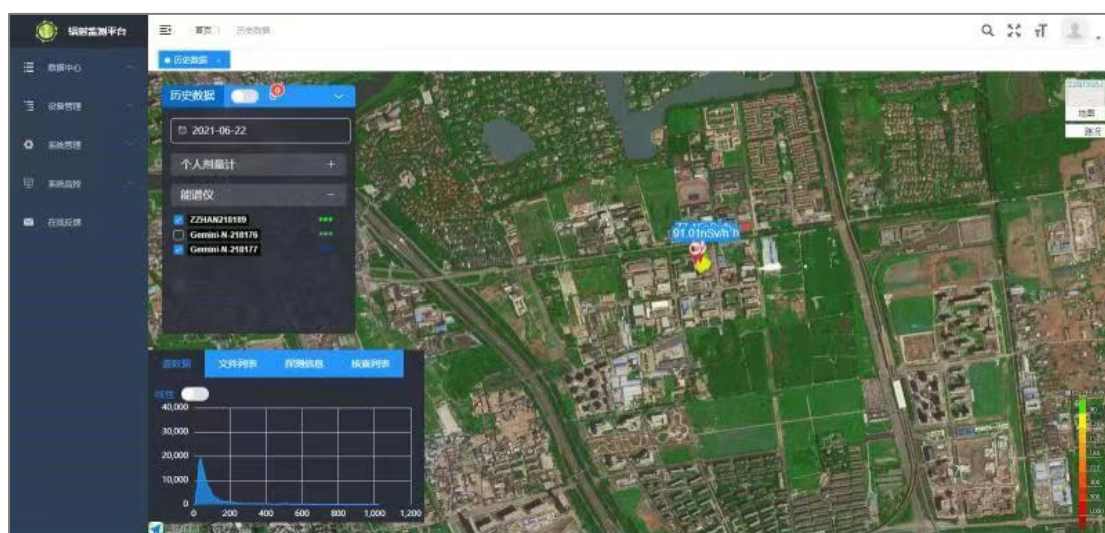 辐射监测平台
首页 历史数据
历史数据 ×
数据中心
设备管理
系统管理
系统监控
在线反馈
历史数据
2021-06-22
个人剂量计 +
能谱仪 −
ZZHAN218189
Gemini-N-218176
Gemini-N-218177
91.01nSv/h
地图
路况
谱数据 文件列表 探测信息 核素列表
线性
40,000
30,000
20,000
10,000
0
0 200 400 600 800 1,000 1,200